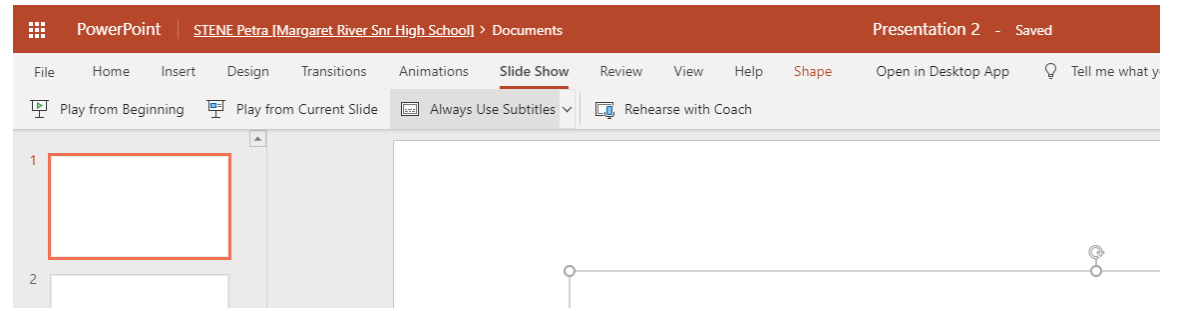 PowerPoint STENE Petra [Margaret River Snr High School] > Documents Presentation 2 - Saved
File Home Insert Design Transitions Animations Slide Show Review View Help Shape Open in Desktop App Tell me what y
Play from Beginning Play from Current Slide Always Use Subtitles Rehearse with Coach
1
2